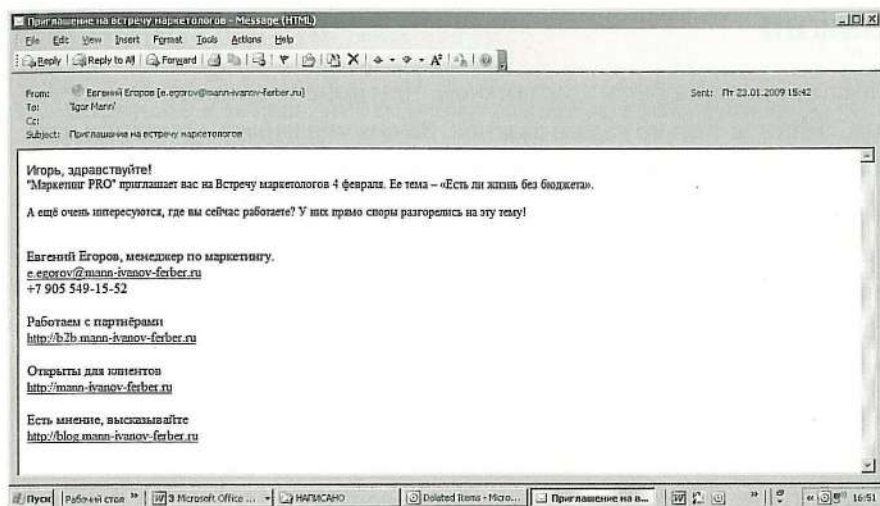 Приглашение на встречу маркетологов - Message (HTML)
File Edit View Insert Format Tools Actions Help
Reply Reply to All Forward
From: Евгений Егоров [e.egorov@mann-ivanov-ferber.ru] Sent: Пт 23.01.2009 15:42
To: 'Igor Mann'
Cc:
Subject: Приглашение на встречу маркетологов
Игорь, здравствуйте!
"Маркетинг PRO" приглашает вас на Встречу маркетологов 4 февраля. Ее тема – «Есть ли жизнь без бюджета».
А ещё очень интересуются, где вы сейчас работаете? У них прямо споры разгорелись на эту тему!
Евгений Егоров, менеджер по маркетингу.
e.egorov@mann-ivanov-ferber.ru
+7 905 549-15-52
Работаем с партнёрами
http://b2b.mann-ivanov-ferber.ru
Открыты для клиентов
http://mann-ivanov-ferber.ru
Есть мнение, высказывайте
http://blog.mann-ivanov-ferber.ru
Пуск Рабочий стол » 3 Microsoft Office ... НАПИСАНО Deleted Items - Micro... Приглашение на в... » « 16:51